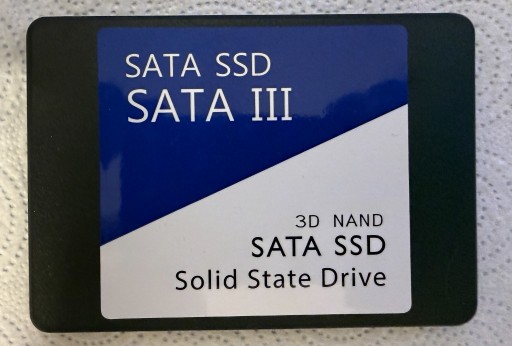 SATA SSD
SATA III
3D NAND
SATA SSD
Solid State Drive